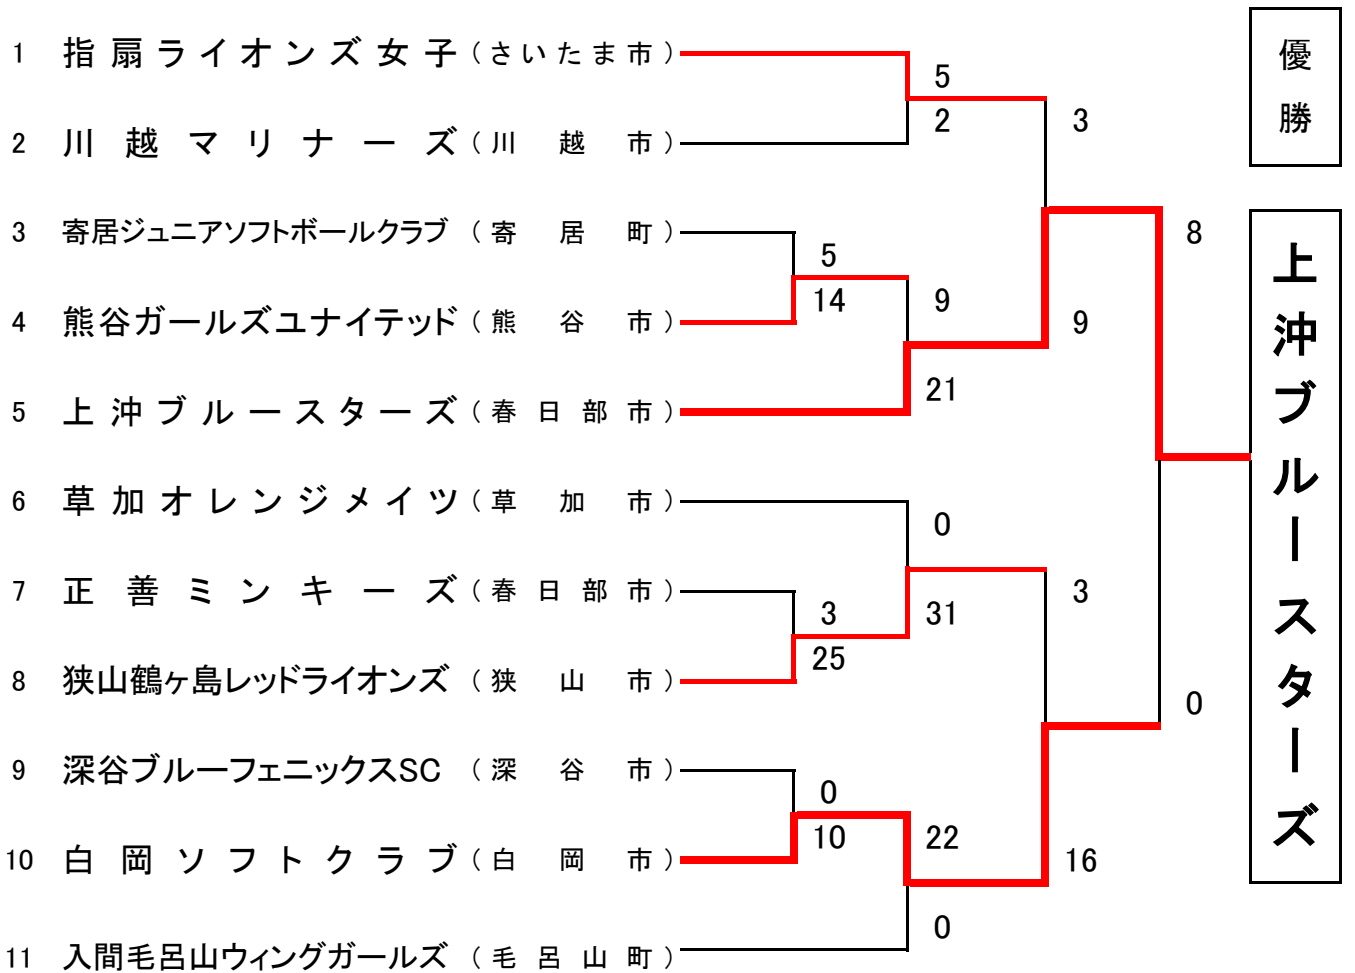 1 指扇ライオンズ女子 (さいたま市)
2 川越マリナーズ (川越市)
3 寄居ジュニアソフトボールクラブ (寄居町)
4 熊谷ガールズユナイテッド (熊谷市)
5 上沖ブルースターズ (春日部市)
6 草加オレンジメイツ (草加市)
7 正善ミンキーズ (春日部市)
8 狭山鶴ヶ島レッドライオンズ (狭山市)
9 深谷ブルーフェニックスSC (深谷市)
10 白岡ソフトクラブ (白岡市)
11 入間毛呂山ウィングガールズ (毛呂山町)
5
2
5
14
9
21
0
3
25
31
0
10
22
0
3
9
3
16
8
0
優勝
上沖ブルースターズ